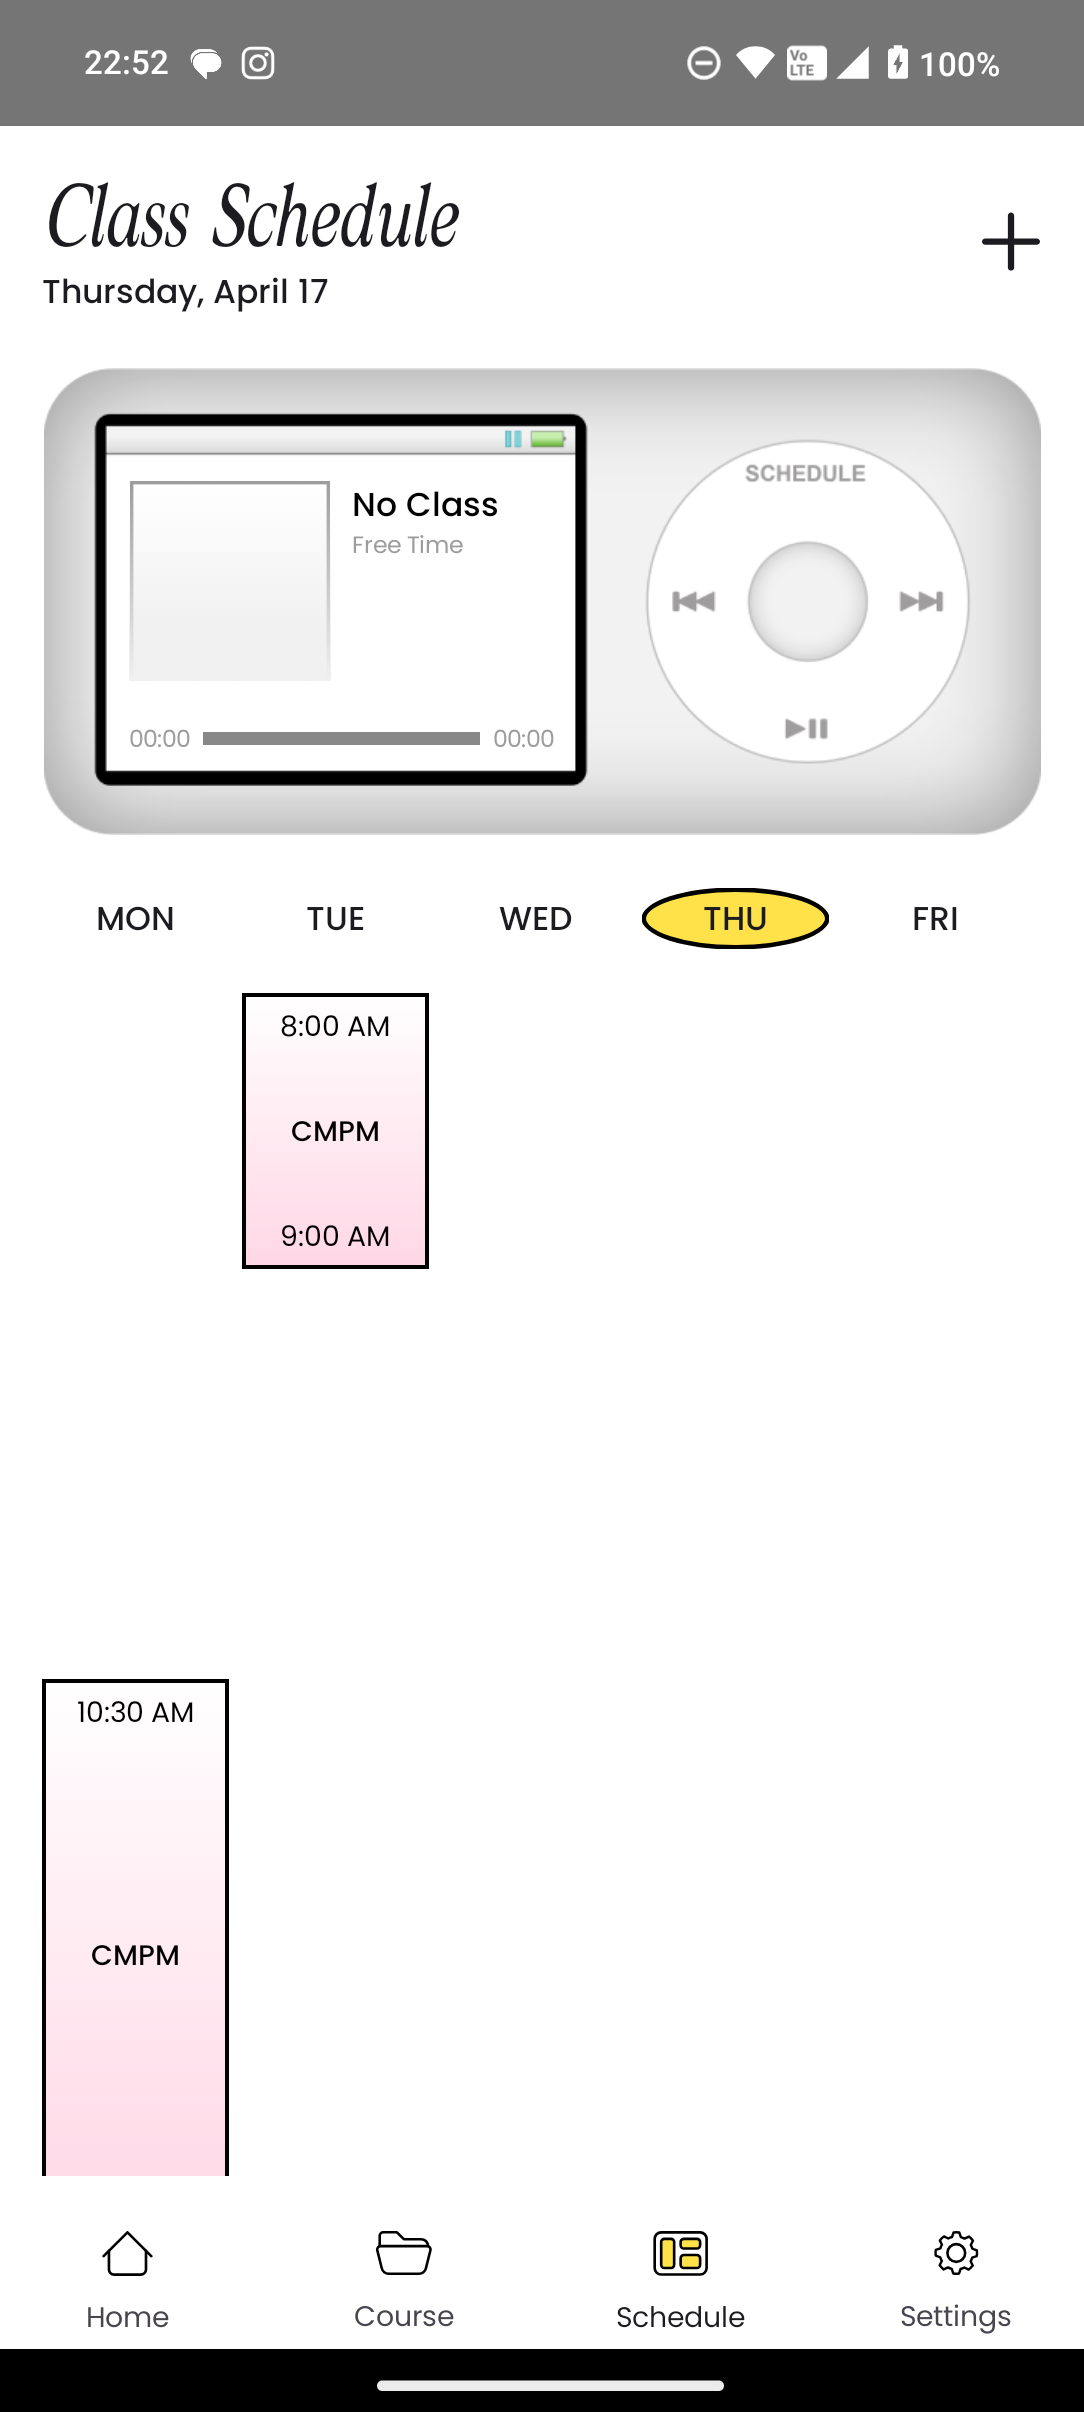 22:52
Vo LTE
100%
Class Schedule
Thursday, April 17
No Class
Free Time
00:00 00:00
SCHEDULE
MON TUE WED THU FRI
8:00 AM
CMPM
9:00 AM
10:30 AM
CMPM
Home Course Schedule Settings